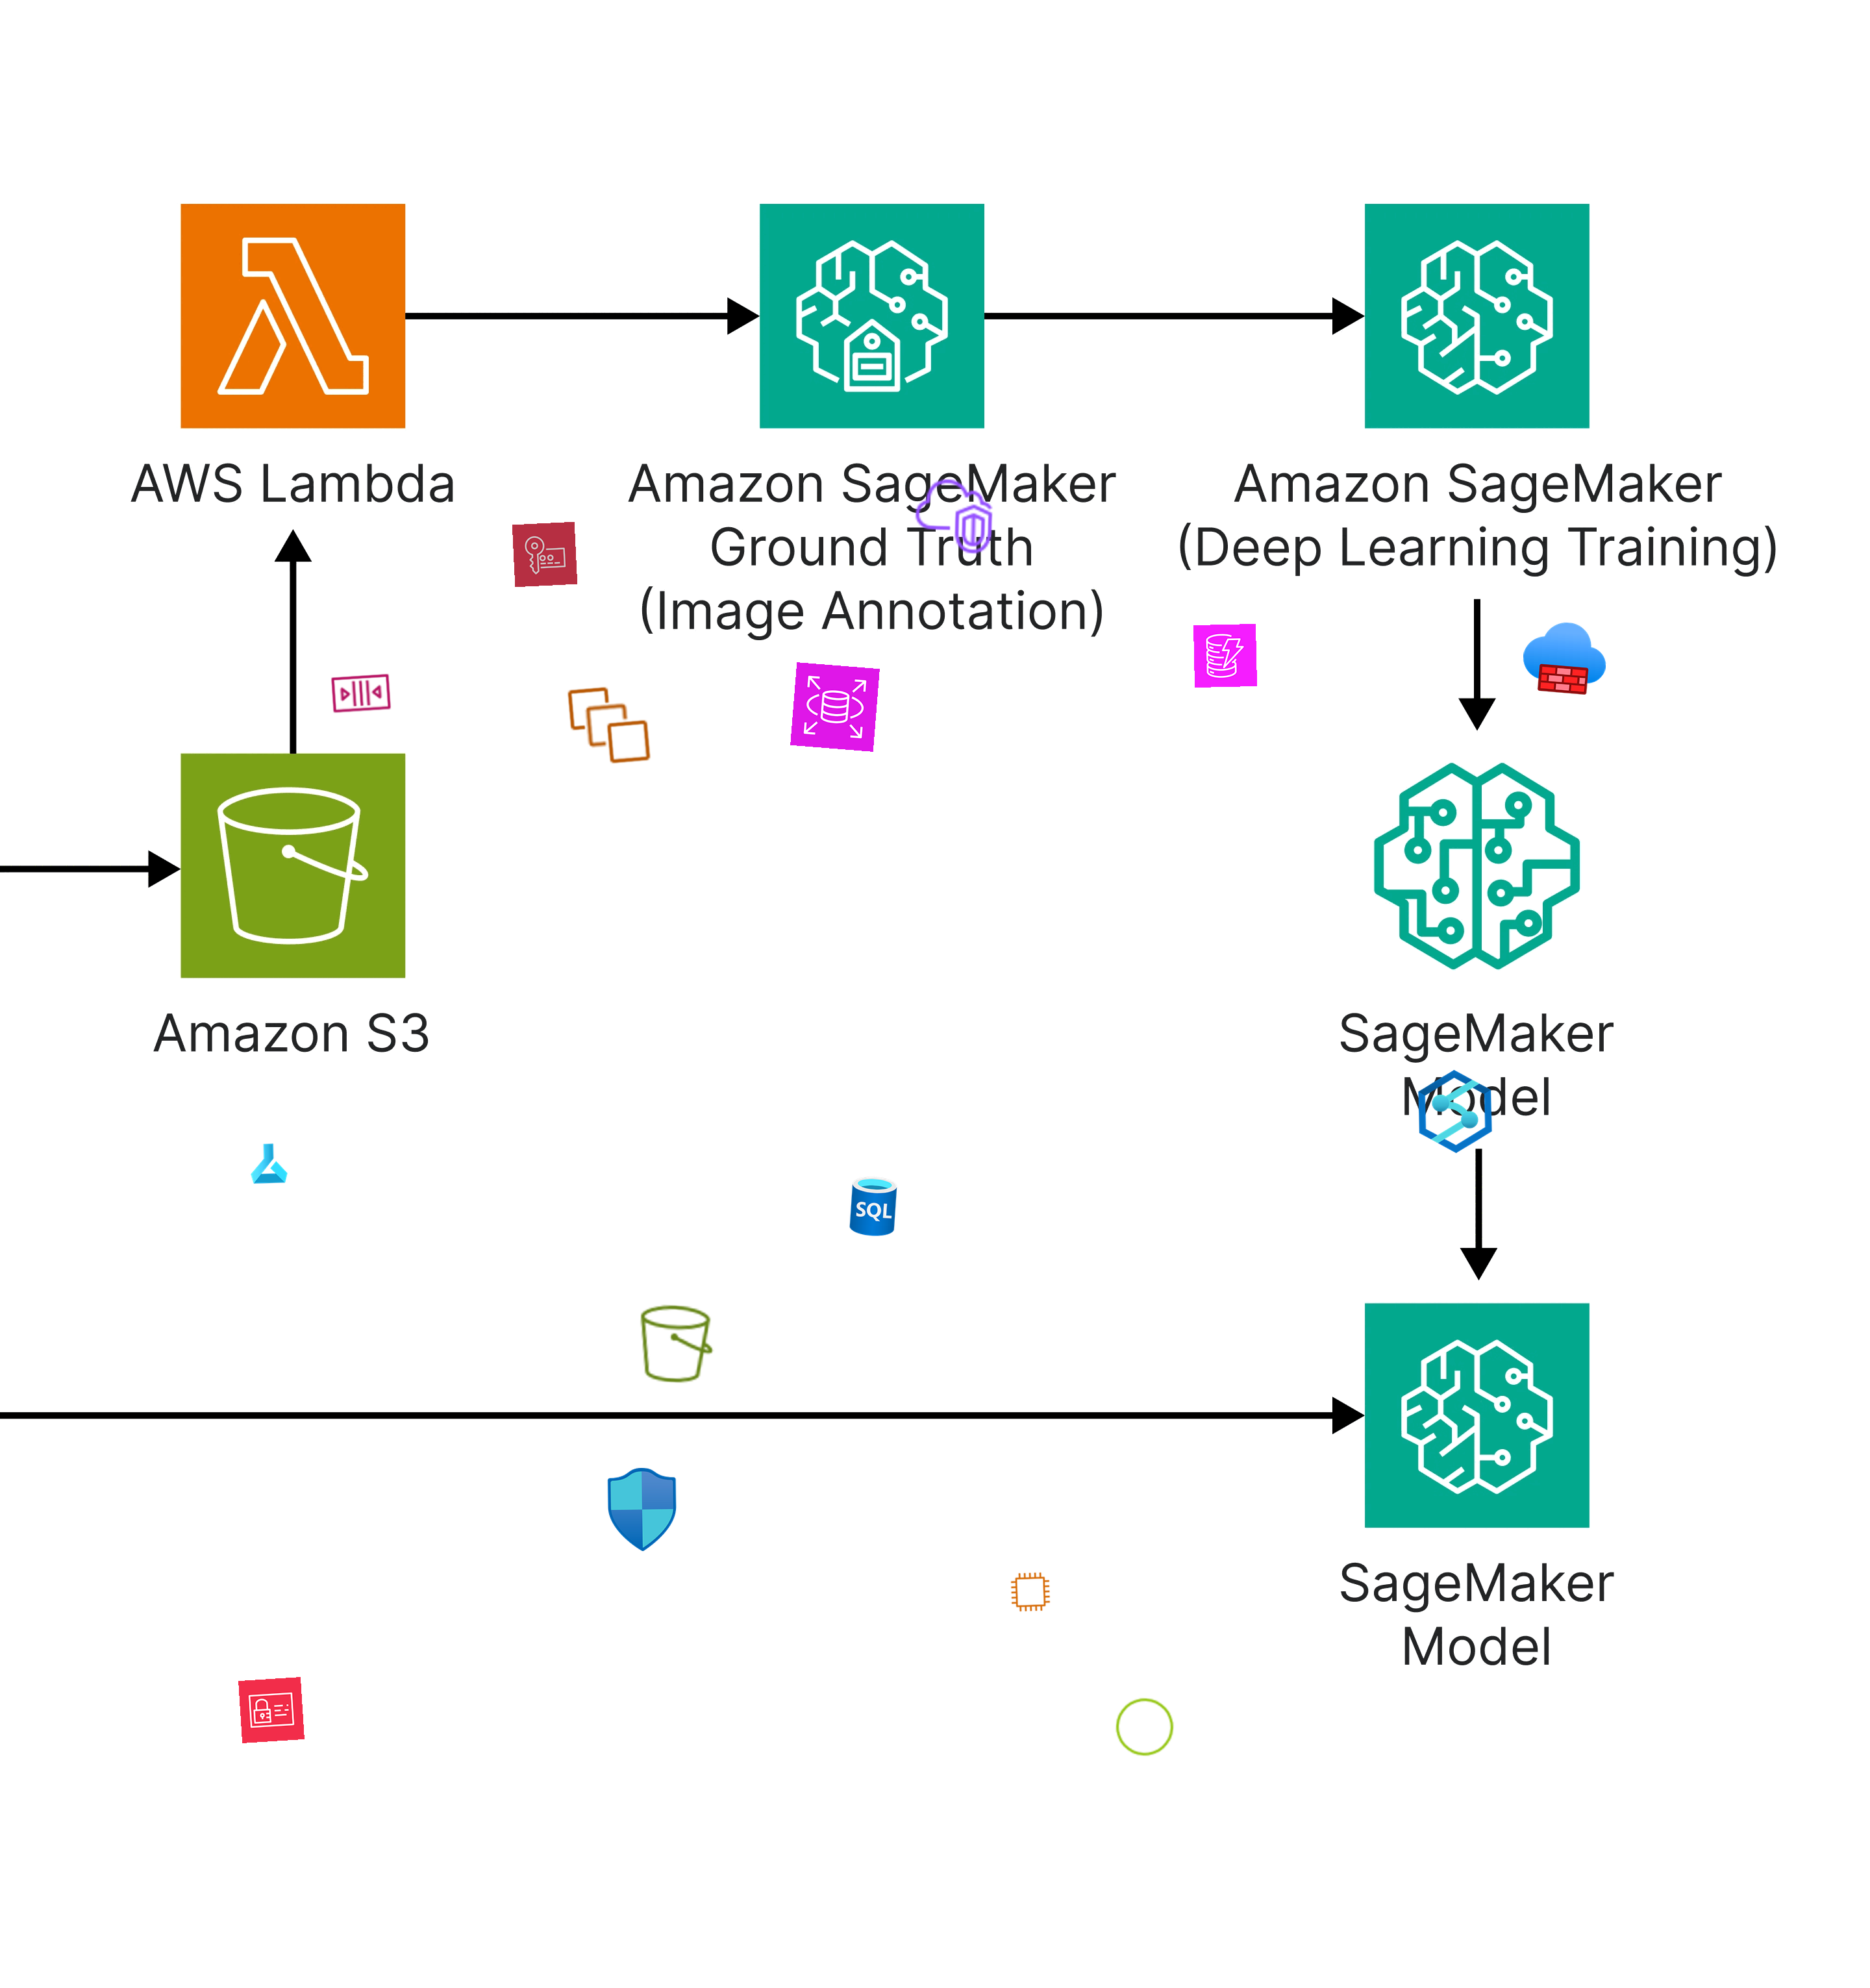 AWS Lambda
Amazon SageMaker
Ground Truth
(Image Annotation)
Amazon SageMaker
(Deep Learning Training)
Amazon S3
SageMaker
Model
SQL
SageMaker
Model